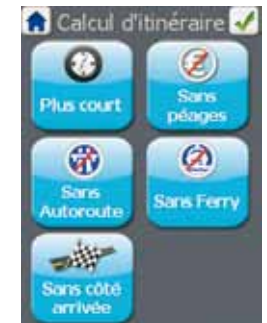 Calcul d'itinéraire
Plus court
Sans
péages
Sans
Autoroute
Sans Ferry
Sans côté
arrivée